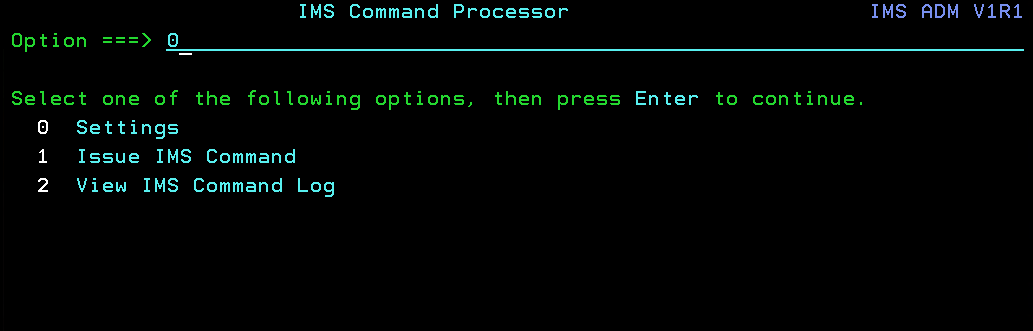 IMS Command Processor IMS ADM V1R1
Option ===> 0_
Select one of the following options, then press Enter to continue.
0 Settings
1 Issue IMS Command
2 View IMS Command Log